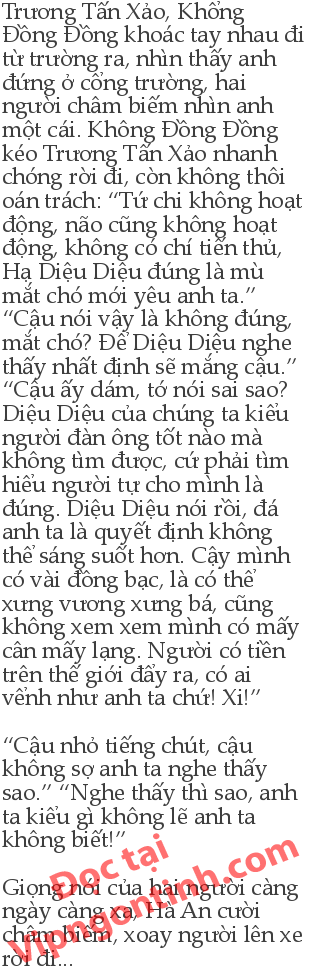 Trương Tấn Xảo, Khổng
Đồng Đồng khoác tay nhau đi
từ trường ra, nhìn thấy anh
đứng ở cổng trường, hai
người châm biếm nhìn anh
một cái. Không Đồng Đồng
kéo Trương Tấn Xảo nhanh
chóng rời đi, còn không thôi
oán trách: “Tứ chi không hoạt
động, não cũng không hoạt
động, không có chí tiến thủ,
Hạ Diệu Diệu đúng là mù
mắt chó mới yêu anh ta.”
“Cậu nói vậy là không đúng,
mắt chó? Để Diệu Diệu nghe
thấy nhất định sẽ mắng cậu.”
“Cậu ấy dám, tớ nói sai sao?
Diệu Diệu của chúng ta kiểu
người đàn ông tốt nào mà
không tìm được, cứ phải tìm
hiểu người tự cho mình là
đúng. Diệu Diệu nói rồi, đá
anh ta là quyết định không
thể sáng suốt hơn. Cậy mình
có vài đồng bạc, là có thể
xưng vương xưng bá, cũng
không xem xem mình có mấy
cân mấy lạng. Người có tiền
trên thế giới đẩy ra, có ai
vểnh như anh ta chứ! Xi!”
“Cậu nhỏ tiếng chút, cậu
không sợ anh ta nghe thấy
sao.” “Nghe thấy thì sao, anh
ta kiểu gì không lẽ anh ta
không biết!”
Giọng nói của hai người càng
ngày càng xa, Hà An cười
châm biếm, xoay người lên xe
rời đi...
Đọc tại
Vipngontinh.com